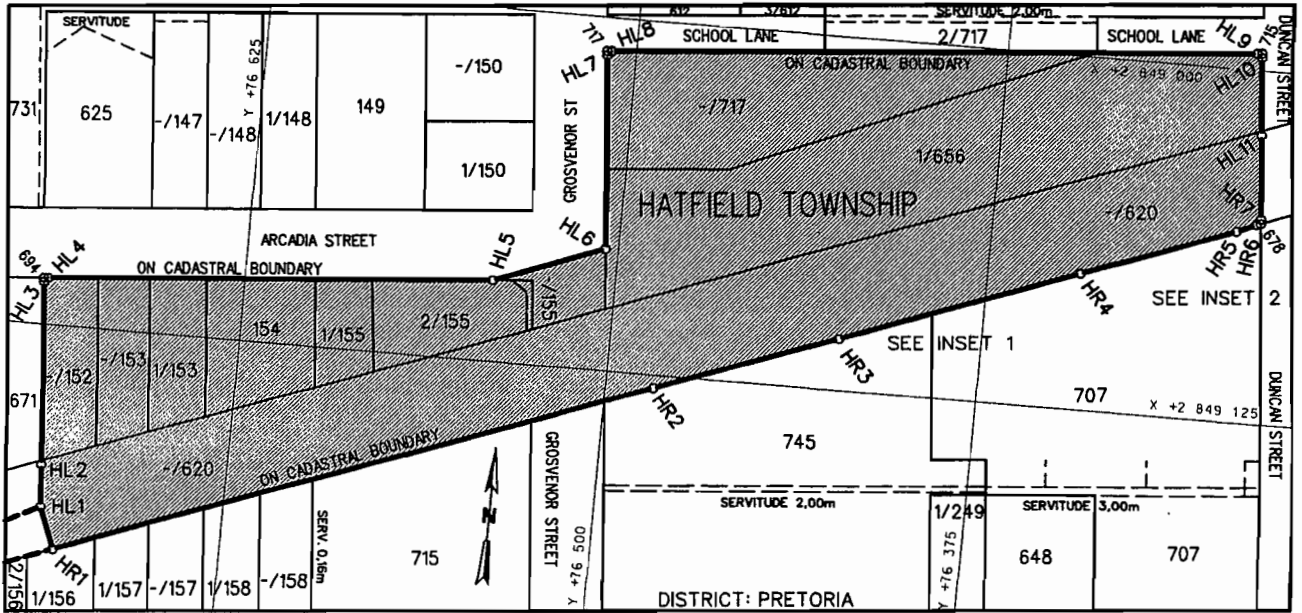 SERVITUDE
612
3/612
SERVITUDE 2,00m
717
HL8
SCHOOL LANE
2/717
SCHOOL LANE
HL9
715
DUNCAN STREET
HL7
ON CADASTRAL BOUNDARY
X +2 849 000
HL10
731
625
-/147
-/148
Y +76 625
1/148
149
-/150
1/150
GROSVENOR ST
-/717
1/656
HL11
HATFIELD TOWNSHIP
-/620
HR7
ARCADIA STREET
HL6
694
HL4
ON CADASTRAL BOUNDARY
HL5
HR5
HR6
678
HL3
-/155
HR4
SEE INSET 2
-/152
-/153
1/153
154
1/155
2/155
HR3
SEE INSET 1
671
707
X +2 849 125
DUNCAN STREET
HR2
745
HL2
-/620
ON CADASTRAL BOUNDARY
GROSVENOR STREET
HL1
N
SERVITUDE 2,00m
1/249
SERVITUDE 3,00m
SERV. 0,16m
HR1
715
Y +76 500
Y +76 375
648
707
2/156
1/156
1/157
-/157
1/158
-/158
DISTRICT: PRETORIA